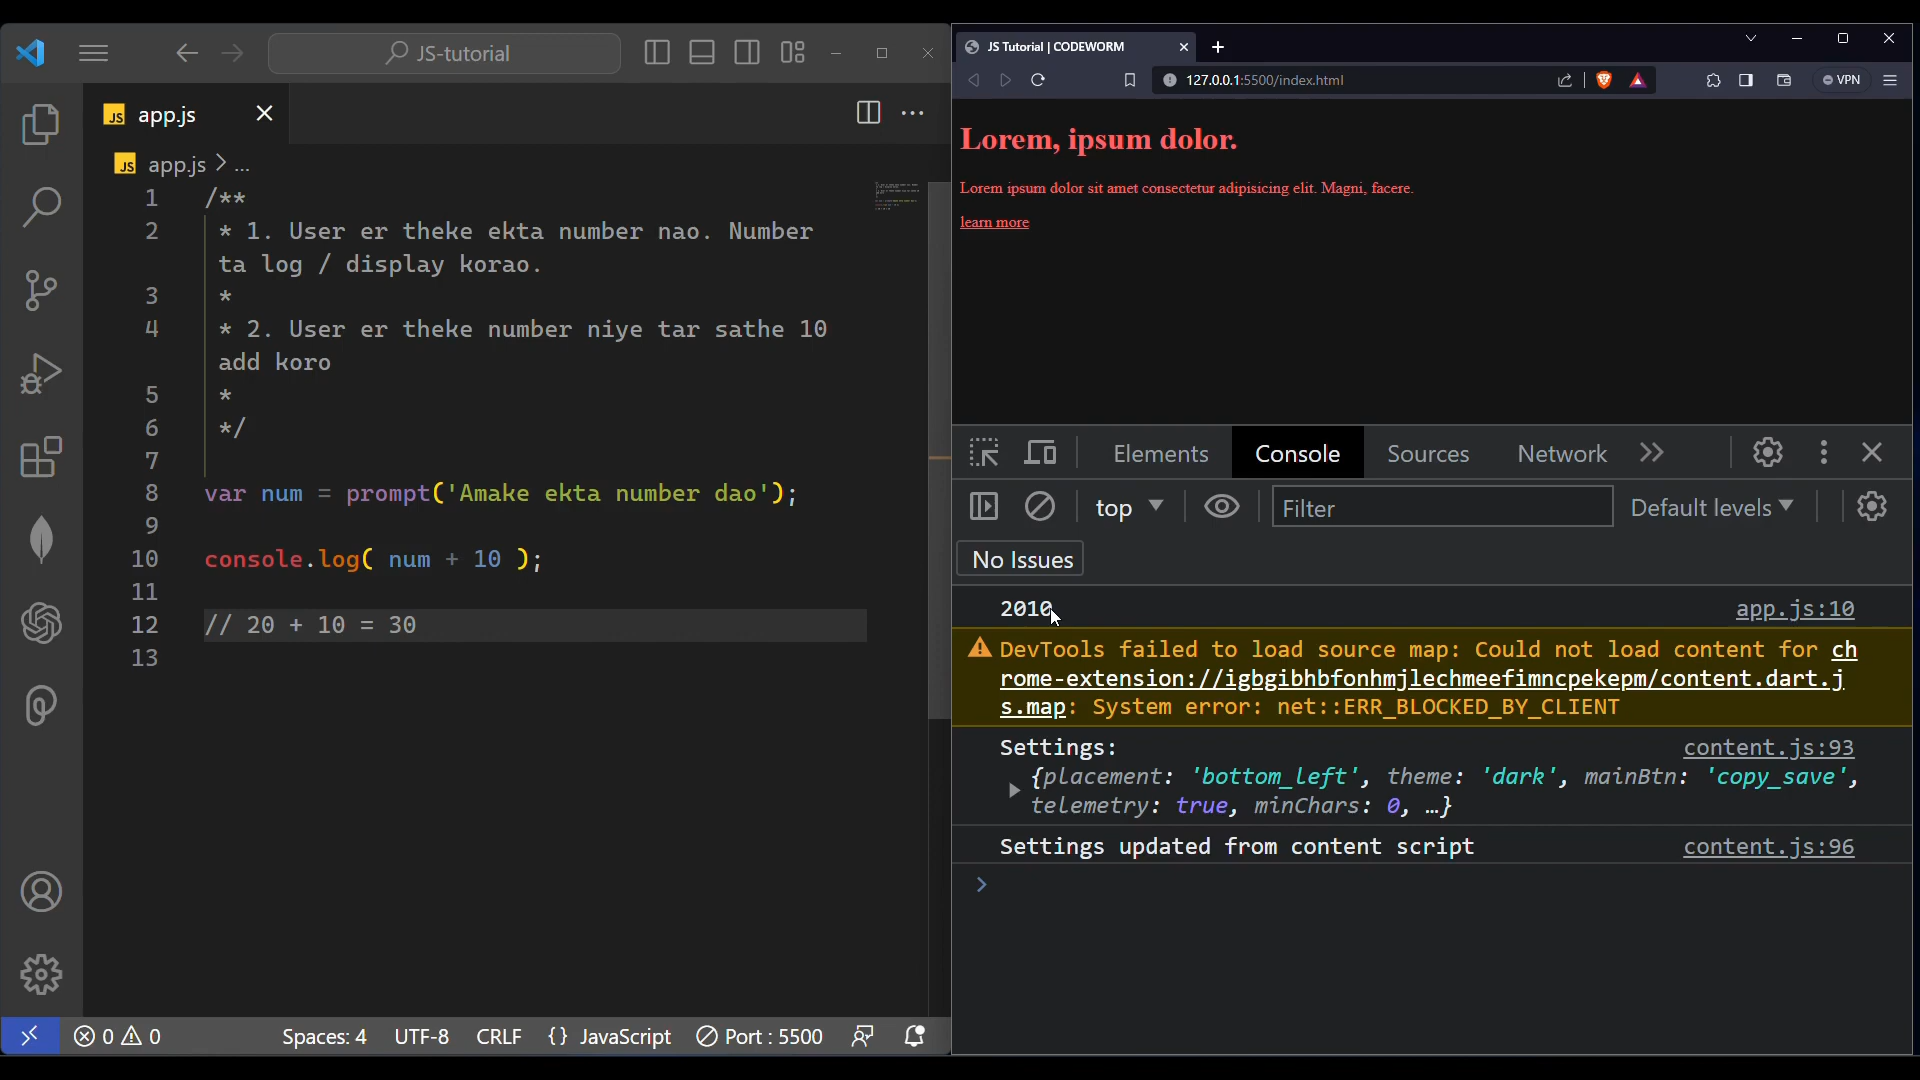 JS-tutorial
JS app.js
JS app.js > ...
1 /**
2 * 1. User er theke ekta number nao. Number
ta log / display korao.
3 *
4 * 2. User er theke number niye tar sathe 10
add koro
5 *
6 */
7
8 var num = prompt('Amake ekta number dao');
9
10 console.log( num + 10 );
11
12 // 20 + 10 = 30
13
0 0 Spaces: 4 UTF-8 CRLF {} JavaScript Port : 5500
JS Tutorial | CODEWORM
127.0.0.1:5500/index.html VPN
Lorem, ipsum dolor.
Lorem ipsum dolor sit amet consectetur adipisicing elit. Magni, facere.
learn more
Elements Console Sources Network
top Filter Default levels
No Issues
2010 app.js:10
DevTools failed to load source map: Could not load content for ch
rome-extension://igbgibhbfonhmjlechmeefimncpekepm/content.dart.j
s.map: System error: net::ERR_BLOCKED_BY_CLIENT
Settings: content.js:93
{placement: 'bottom_left', theme: 'dark', mainBtn: 'copy_save',
telemetry: true, minChars: 0, …}
Settings updated from content script content.js:96